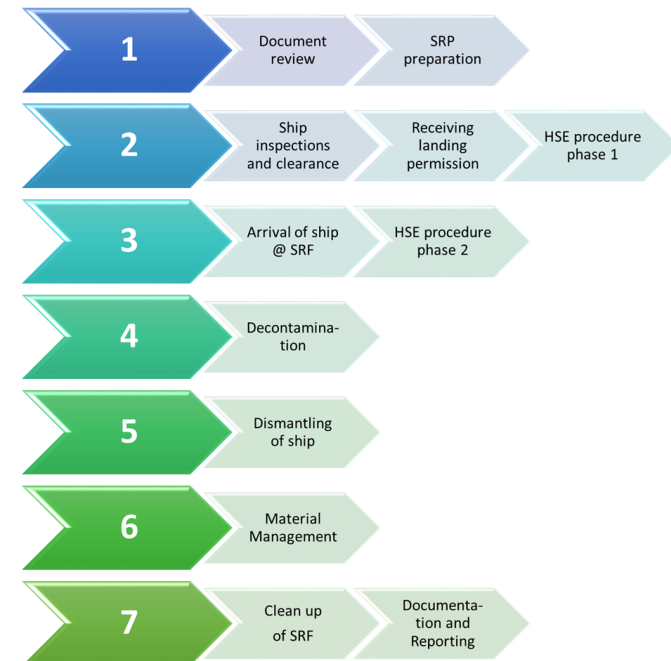 1
Document
review
SRP
preparation
2
Ship
inspections
and clearance
Receiving
landing
permission
HSE procedure
phase 1
3
Arrival of ship
@ SRF
HSE procedure
phase 2
4
Decontamina-
tion
5
Dismantling
of ship
6
Material
Management
7
Clean up
of SRF
Documenta-
tion and
Reporting